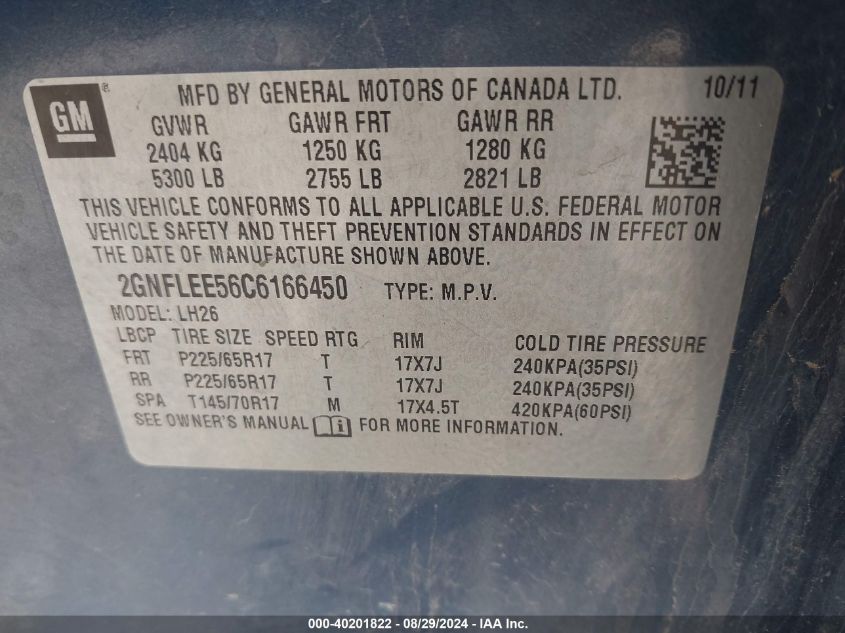 GM ®
MFD BY GENERAL MOTORS OF CANADA LTD. 10/11
GVWR GAWR FRT GAWR RR
2404 KG 1250 KG 1280 KG
5300 LB 2755 LB 2821 LB
THIS VEHICLE CONFORMS TO ALL APPLICABLE U.S. FEDERAL MOTOR
VEHICLE SAFETY AND THEFT PREVENTION STANDARDS IN EFFECT ON
THE DATE OF MANUFACTURE SHOWN ABOVE.
2GNFLEE56C6166450 TYPE: M.P.V.
MODEL: LH26
LBCP TIRE SIZE SPEED RTG RIM COLD TIRE PRESSURE
FRT P225/65R17 T 17X7J 240KPA(35PSI)
RR P225/65R17 T 17X7J 240KPA(35PSI)
SPA T145/70R17 M 17X4.5T 420KPA(60PSI)
SEE OWNER'S MANUAL i FOR MORE INFORMATION.
000-40201822 - 08/29/2024 - IAA Inc.